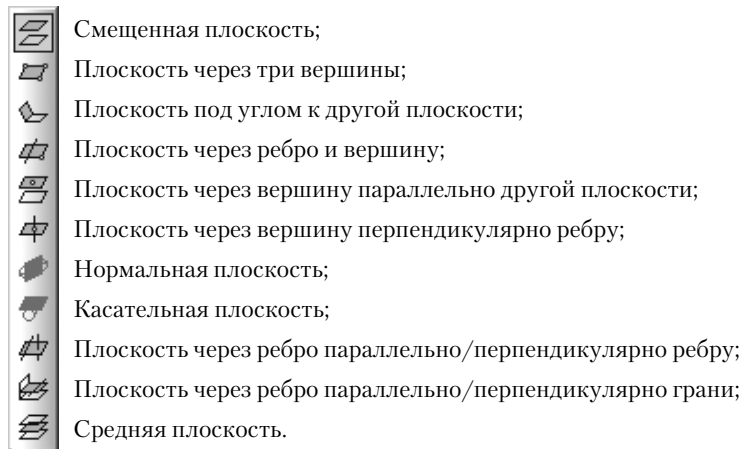 Смещенная плоскость;
Плоскость через три вершины;
Плоскость под углом к другой плоскости;
Плоскость через ребро и вершину;
Плоскость через вершину параллельно другой плоскости;
Плоскость через вершину перпендикулярно ребру;
Нормальная плоскость;
Касательная плоскость;
Плоскость через ребро параллельно/перпендикулярно ребру;
Плоскость через ребро параллельно/перпендикулярно грани;
Средняя плоскость.